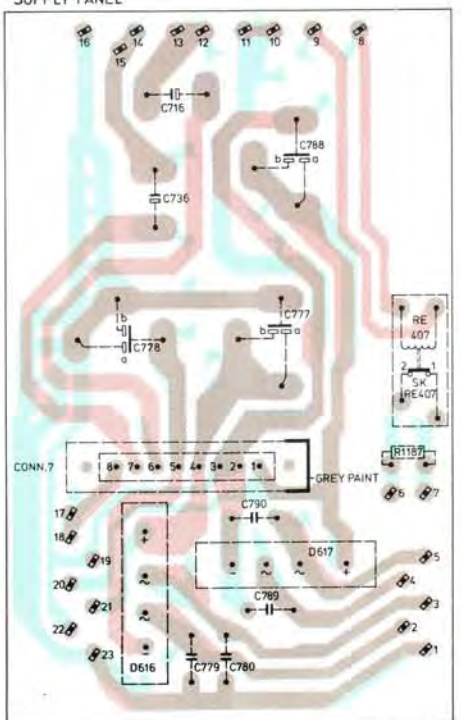 SUPPLY PANEL
16 14 13 12 11 10 9 8
15
C716
C788
b a
C736
C777
b a
b
C778
a
RE
407
2 1
SK
RE407
R1187
CONN.7 8 7 6 5 4 3 2 1
GREY PAINT
6 7
C790
17
18
D617
- ~ ~ +
19
+
5
20
~
4
21
C789
3
~
22
2
23
-
D616
C779 C780
1